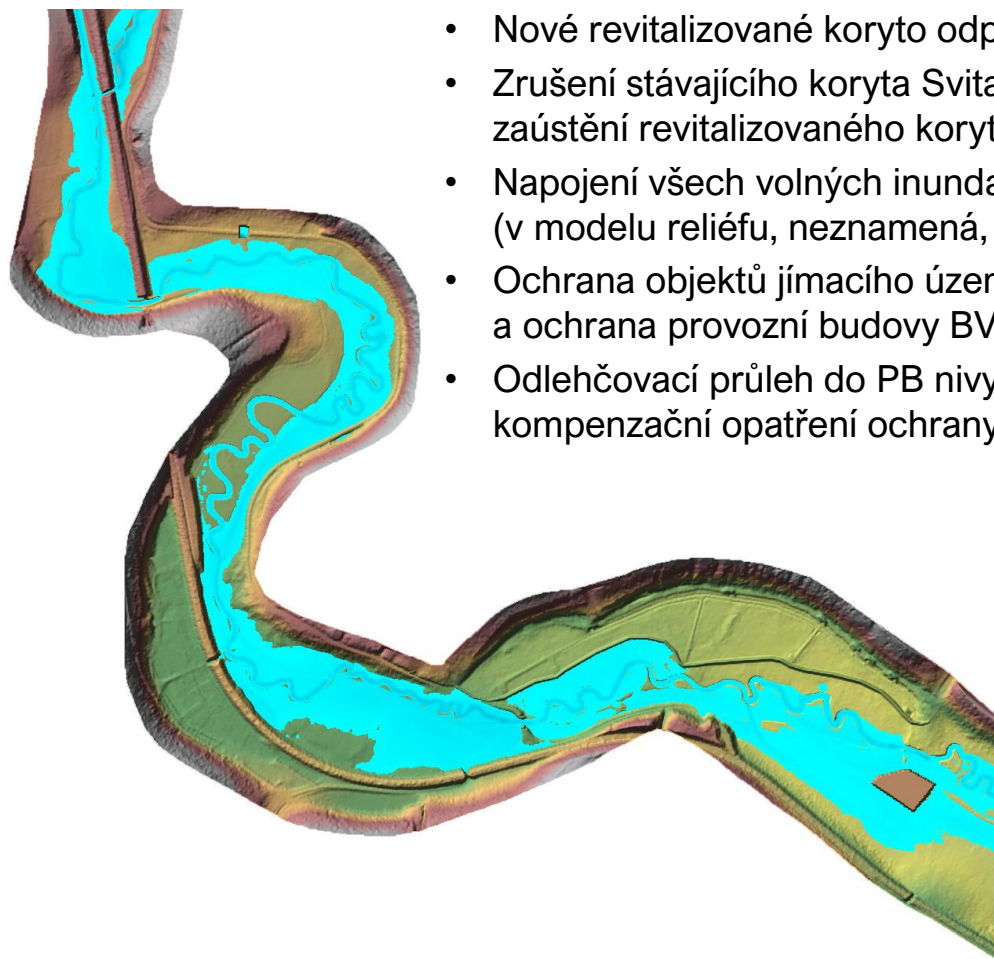 • Nové revitalizované koryto odp
• Zrušení stávajícího koryta Svita
zaústění revitalizovaného koryt
• Napojení všech volných inunda
(v modelu reliéfu, neznamená,
• Ochrana objektů jímacího územ
a ochrana provozní budovy BV
• Odlehčovací průleh do PB nivy
kompenzační opatření ochrany